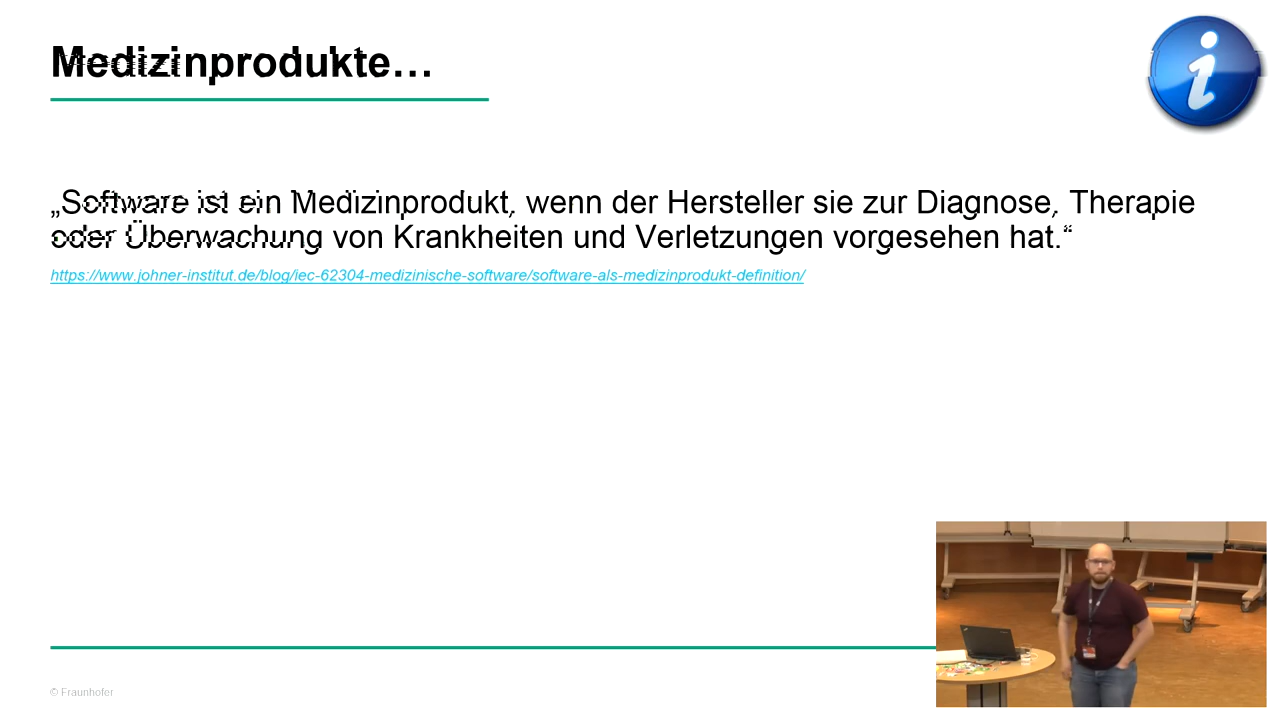 Medizinprodukte…
„Software ist ein Medizinprodukt, wenn der Hersteller sie zur Diagnose, Therapie
oder Überwachung von Krankheiten und Verletzungen vorgesehen hat.“
https://www.johner-institut.de/blog/iec-62304-medizinische-software/software-als-medizinprodukt-definition/
© Fraunhofer